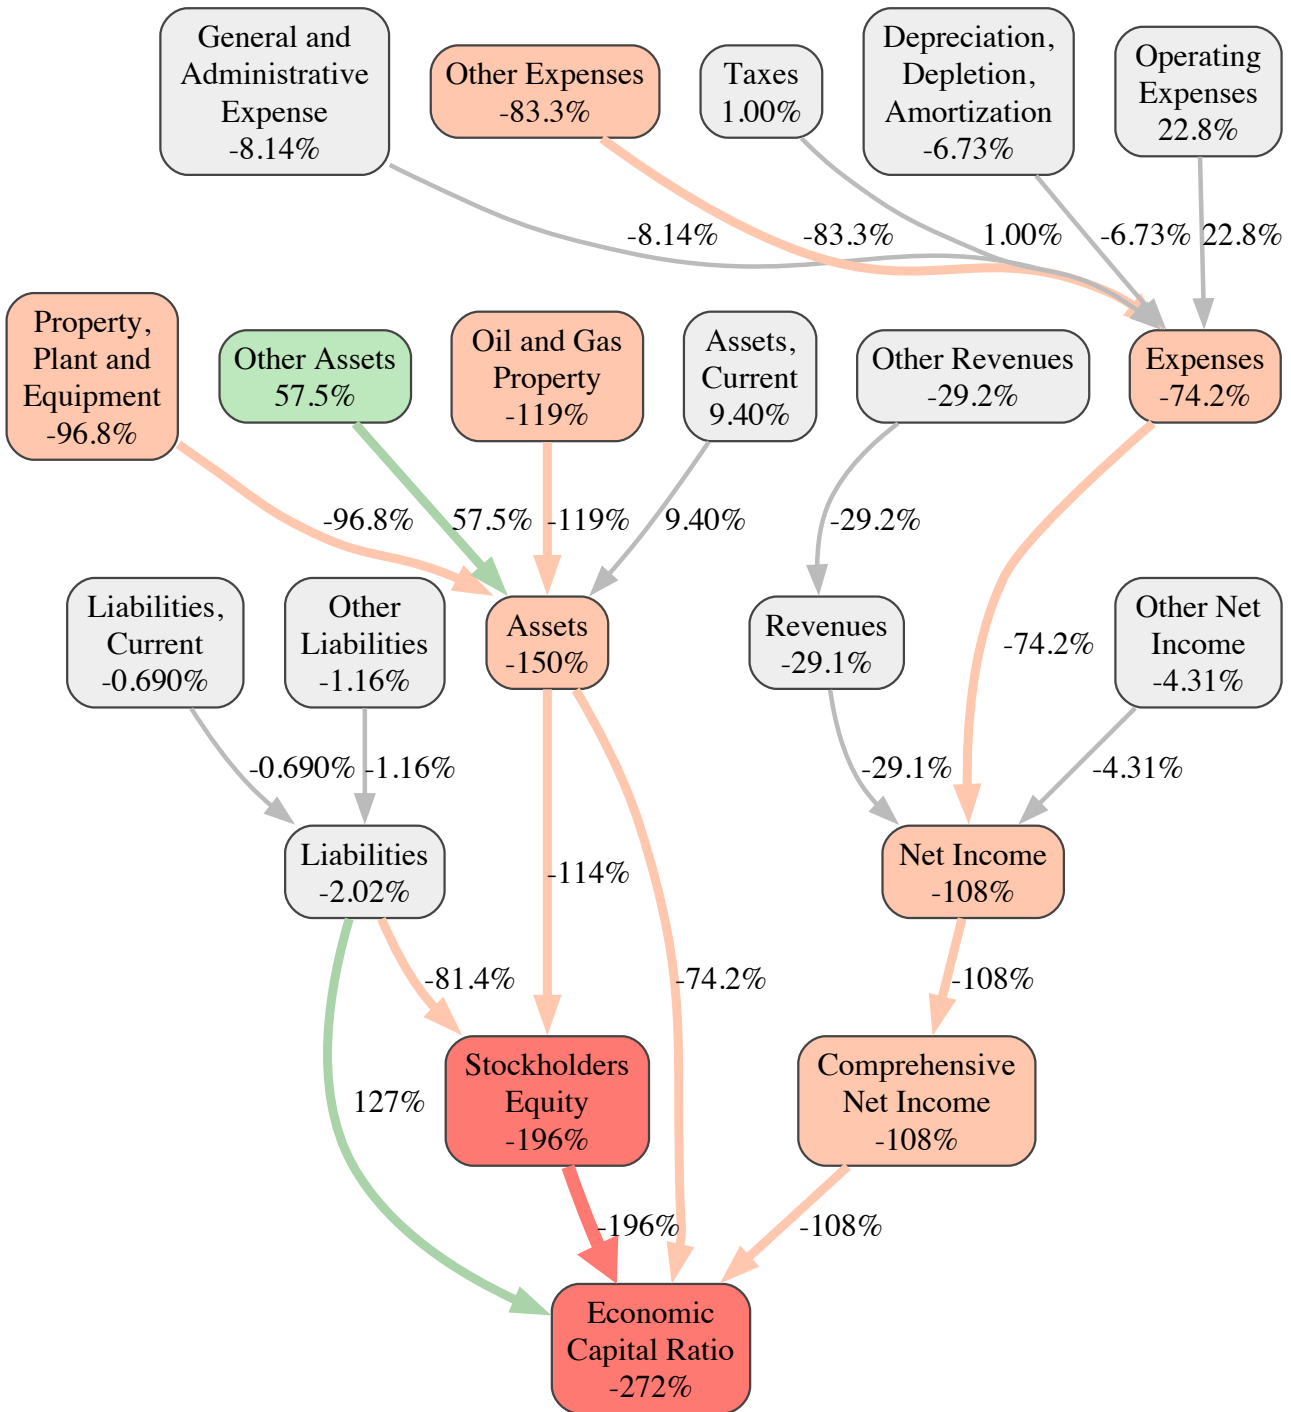 General and
Administrative
Expense
-8.14%
Other Expenses
-83.3%
Taxes
1.00%
Depreciation,
Depletion,
Amortization
-6.73%
Operating
Expenses
22.8%
-8.14%
-83.3%
1.00%
-6.73%
22.8%
Property,
Plant and
Equipment
-96.8%
Other Assets
57.5%
Oil and Gas
Property
-119%
Assets,
Current
9.40%
Other Revenues
-29.2%
Expenses
-74.2%
-96.8%
57.5%
-119%
9.40%
-29.2%
Liabilities,
Current
-0.690%
Other
Liabilities
-1.16%
Assets
-150%
Revenues
-29.1%
-74.2%
Other Net
Income
-4.31%
-0.690%
-1.16%
-29.1%
-4.31%
Liabilities
-2.02%
-114%
Net Income
-108%
-81.4%
-74.2%
-108%
127%
Stockholders
Equity
-196%
Comprehensive
Net Income
-108%
-196%
-108%
Economic
Capital Ratio
-272%